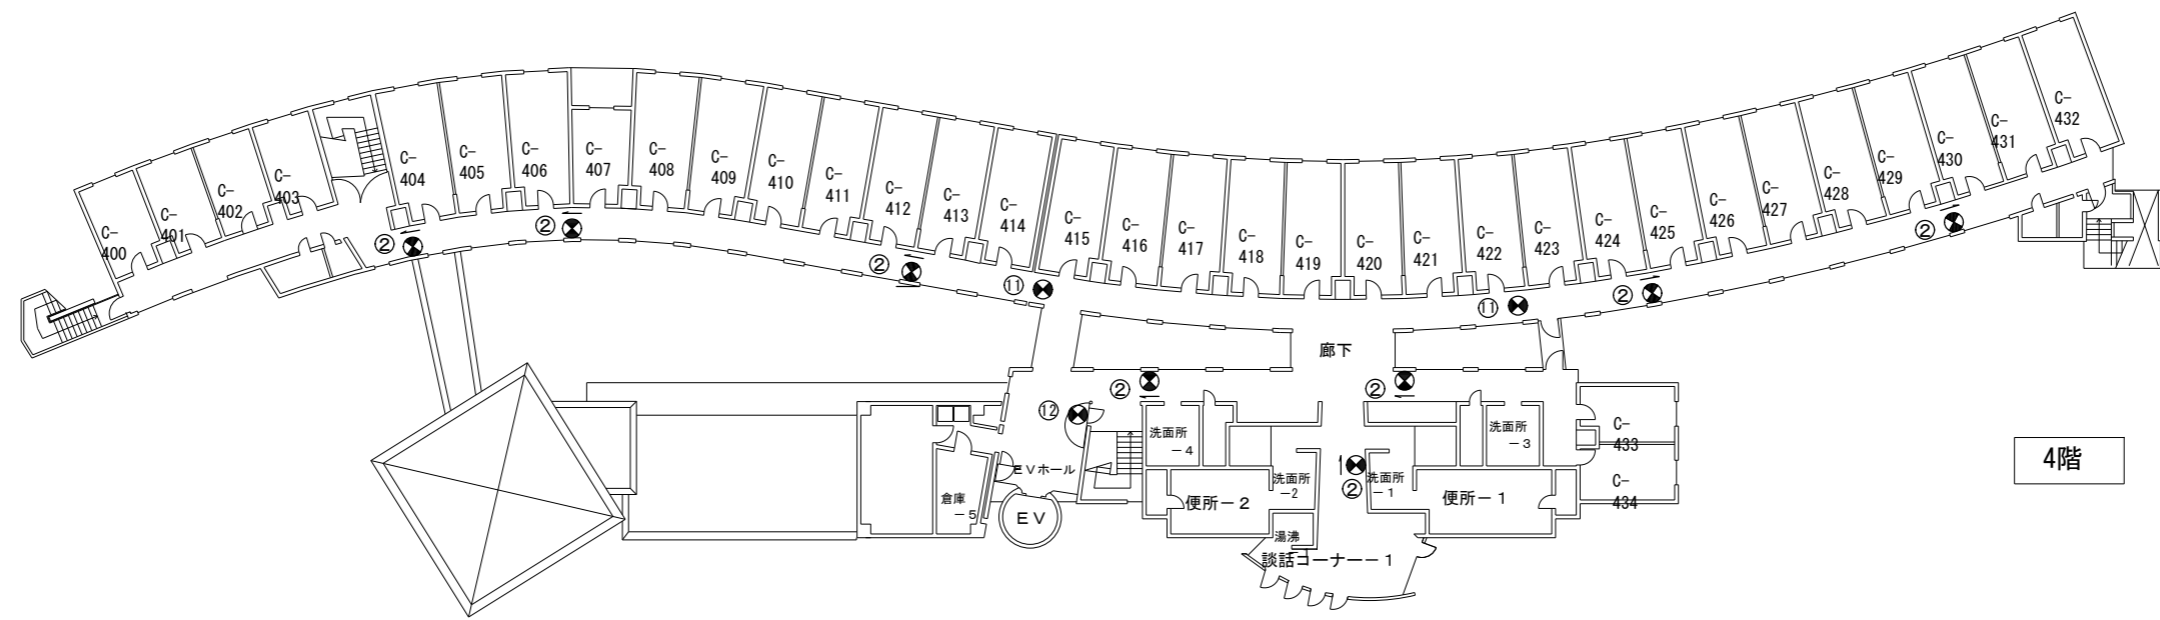 C-
400
C-
401
C-
402
C-
403
C-
404
C-
405
C-
406
C-
407
C-
408
C-
409
C-
410
C-
411
C-
412
C-
413
C-
414
C-
415
C-
416
C-
417
C-
418
C-
419
C-
420
C-
421
C-
422
C-
423
C-
424
C-
425
C-
426
C-
427
C-
428
C-
429
C-
430
C-
431
C-
432
②
②
②
⑪
⑪
②
②
廊下
②
②
⑫
洗面所
-4
洗面所
-3
C-
433
C-
434
EVホール
倉庫
-5
EV
便所-2
洗面所
-2
②
洗面所
-1
便所-1
湯沸
-1
談話コーナー-1
4階